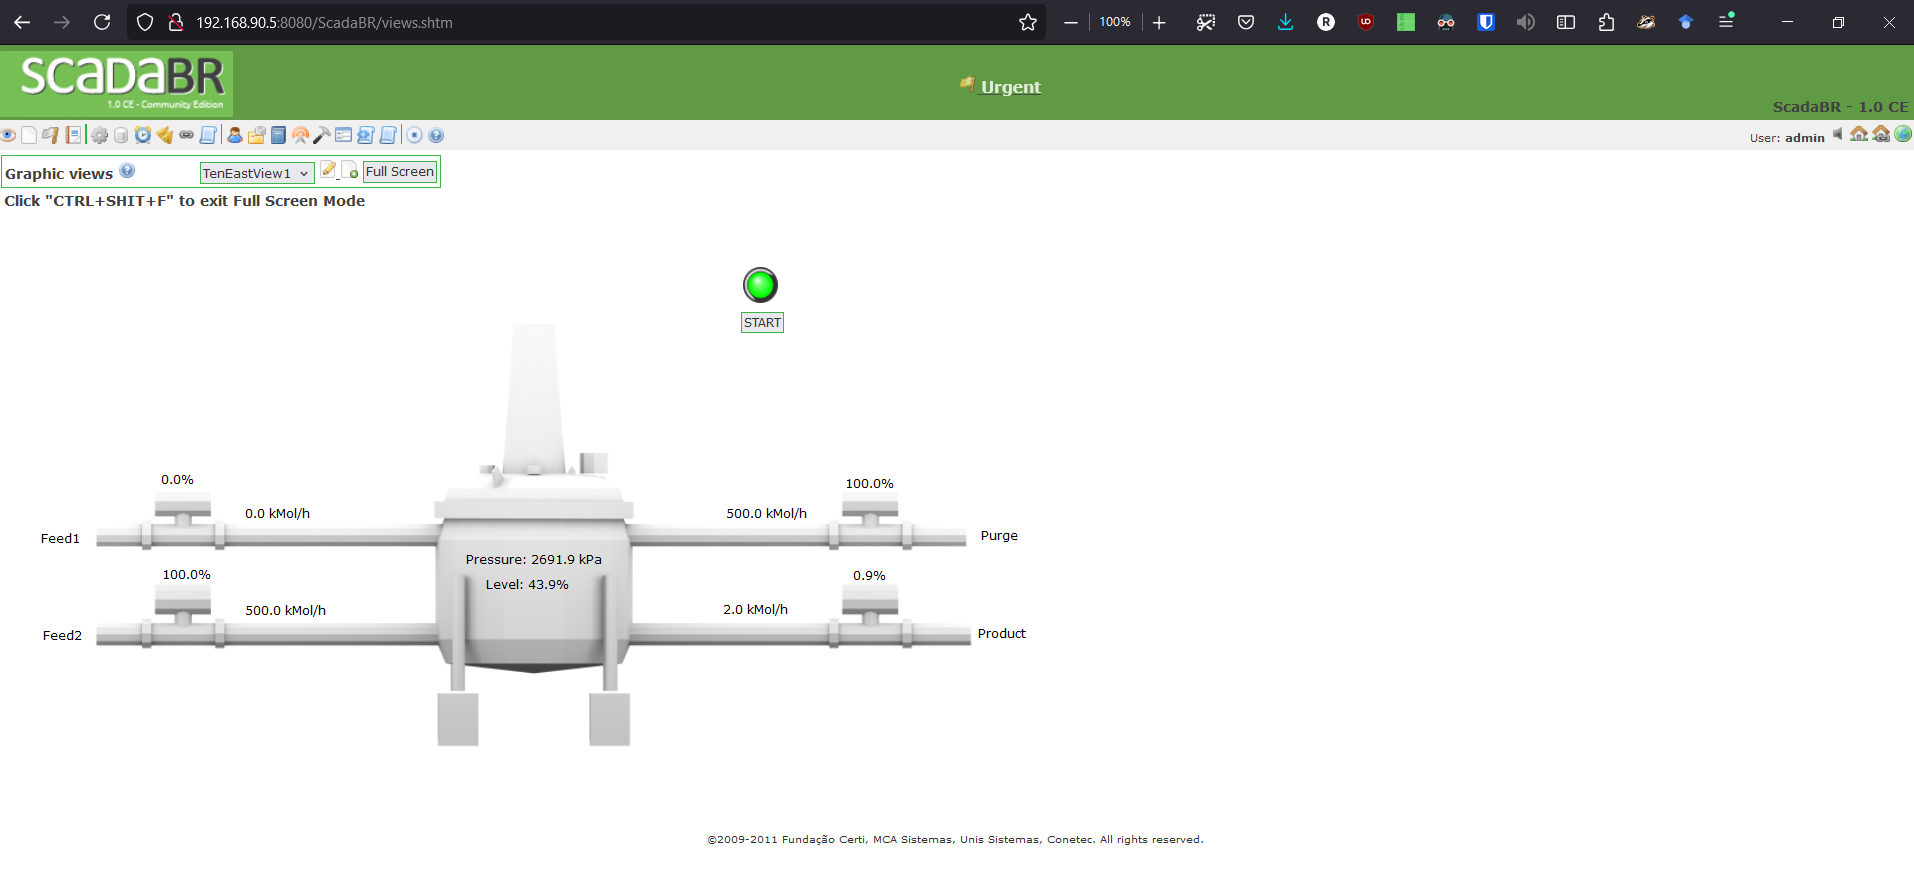 192.168.90.5:8080/ScadaBR/views.shtm
100%
ScadaBR
1.0 CE - Community Edition
Urgent
ScadaBR - 1.0 CE
User: admin
Graphic views
TenEastView1
Full Screen
Click "CTRL+SHIT+F" to exit Full Screen Mode
START
0.0%
100.0%
0.0 kMol/h
500.0 kMol/h
Feed1
Purge
Pressure: 2691.9 kPa
Level: 43.9%
100.0%
0.9%
500.0 kMol/h
2.0 kMol/h
Feed2
Product
©2009-2011 Fundação Certi, MCA Sistemas, Unis Sistemas, Conetec. All rights reserved.